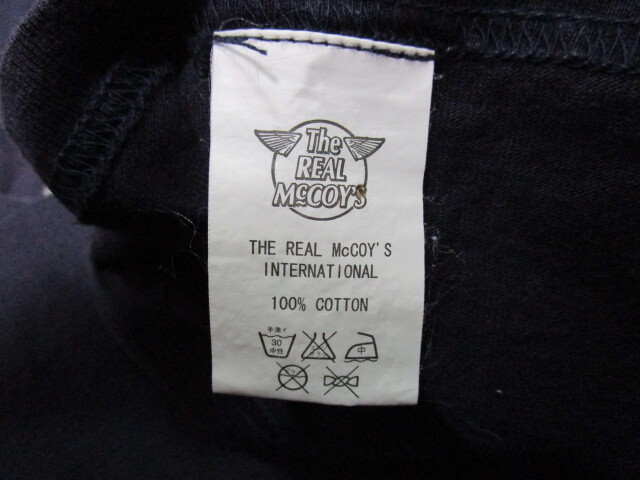 The
REAL
McCOY'S
THE REAL McCOY'S
INTERNATIONAL
100% COTTON
手洗イ
30
中性
中